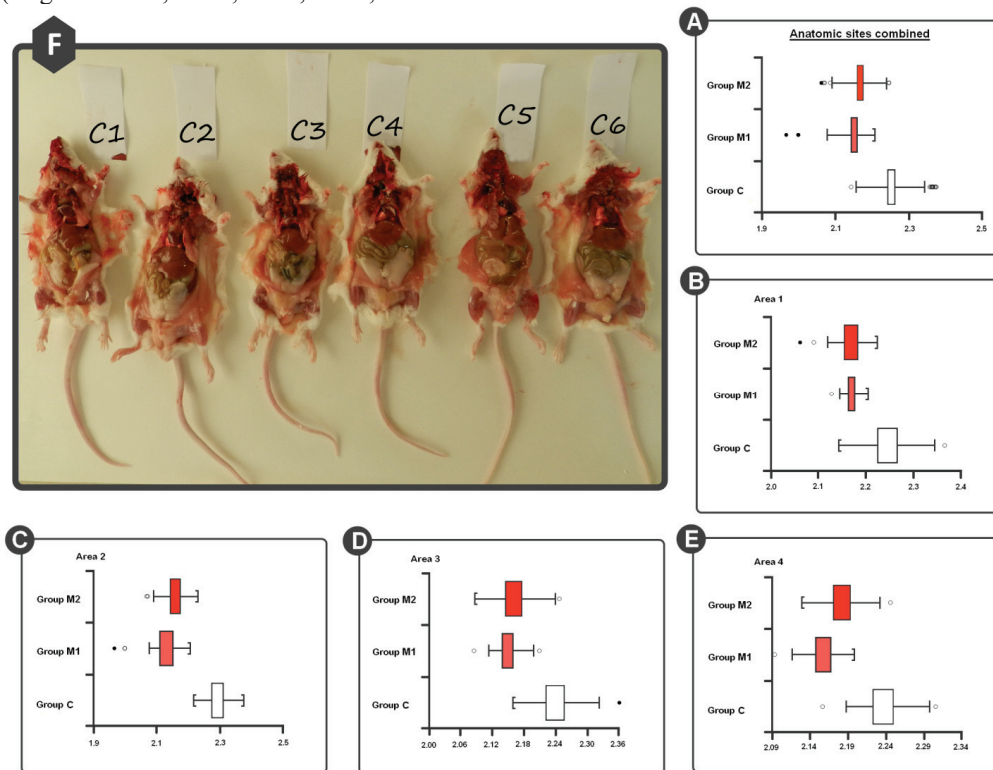 F
C1
C2
C3
C4
C5
C6
A
Anatomic sites combined
Group M2
Group M1
Group C
1.9
2.1
2.3
2.5
B
Area 1
Group M2
Group M1
Group C
2.0
2.1
2.2
2.3
2.4
C
Area 2
Group M2
Group M1
Group C
1.9
2.1
2.3
2.5
D
Area 3
Group M2
Group M1
Group C
2.00
2.06
2.12
2.18
2.24
2.30
2.36
E
Area 4
Group M2
Group M1
Group C
2.09
2.14
2.19
2.24
2.29
2.34